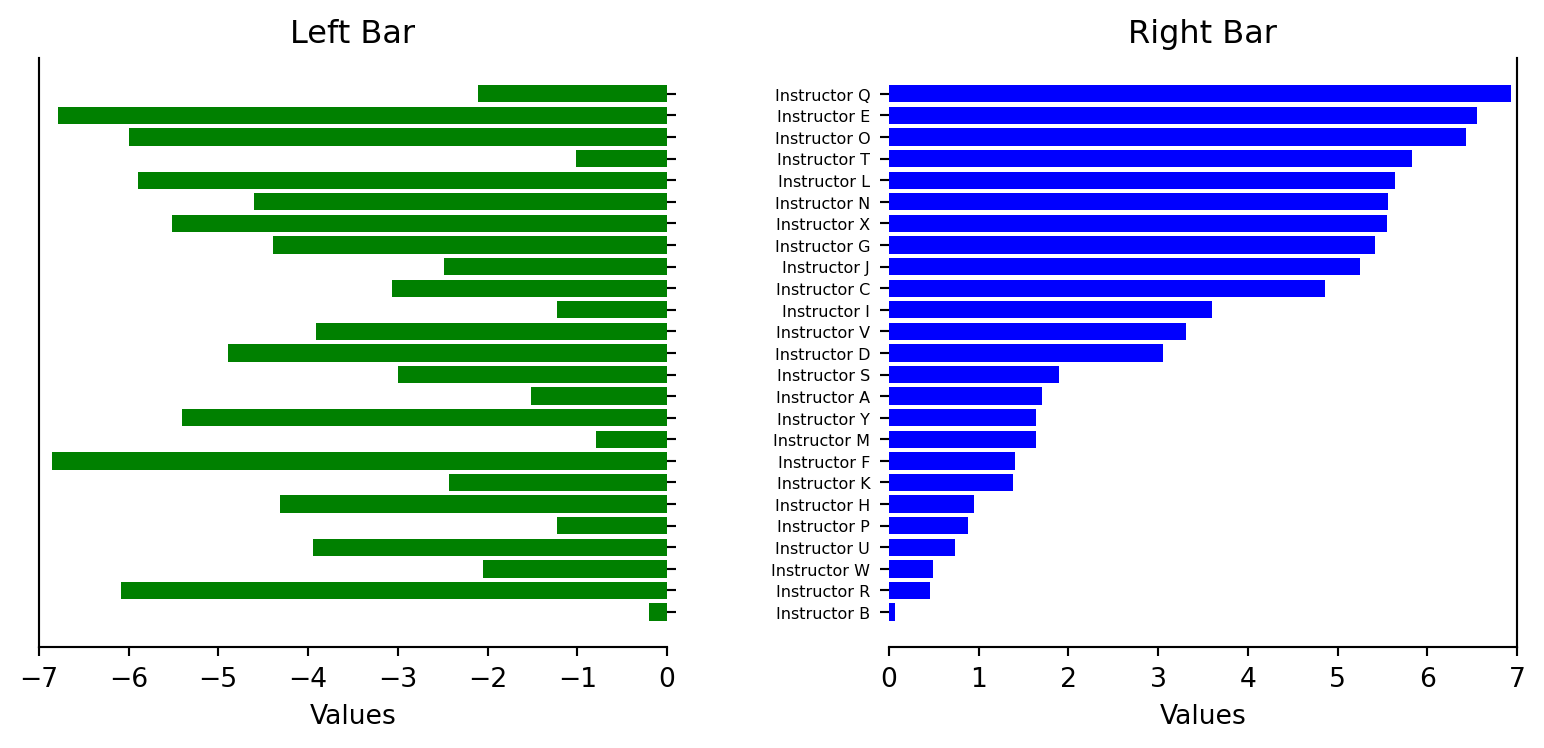 Left Bar
−7 −6 −5 −4 −3 −2 −1 0
Values
Right Bar
Instructor Q
Instructor E
Instructor O
Instructor T
Instructor L
Instructor N
Instructor X
Instructor G
Instructor J
Instructor C
Instructor I
Instructor V
Instructor D
Instructor S
Instructor A
Instructor Y
Instructor M
Instructor F
Instructor K
Instructor H
Instructor P
Instructor U
Instructor W
Instructor R
Instructor B
0 1 2 3 4 5 6 7
Values